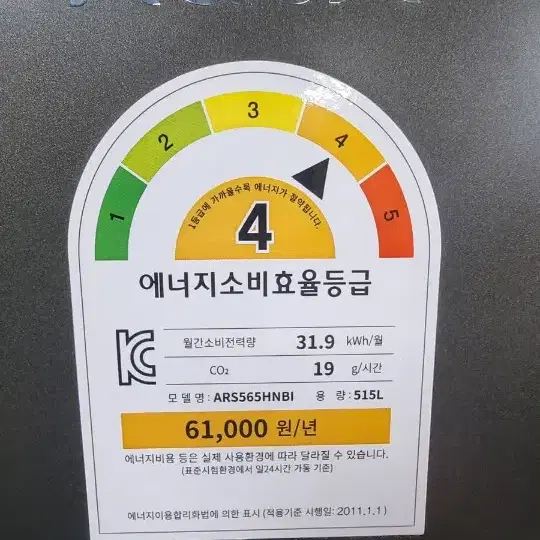 1
2
3
4
5
1등급에 가까울수록 에너지가 절약됩니다.
4
에너지소비효율등급
월간소비전력량 31.9 kWh/월
CO₂ 19 g/시간
모 델 명 : ARS565HNBI 용 량 : 515L
61,000 원/년
에너지비용 등은 실제 사용환경에 따라 달라질 수 있습니다.
(표준시험환경에서 일24시간 가동 기준)
에너지이용합리화법에 의한 표시 (적용기준 시행일: 2011.1.1)